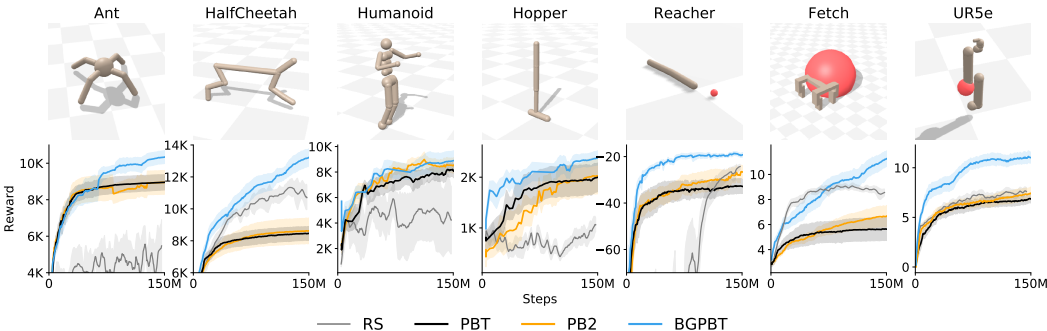 Ant HalfCheetah Humanoid Hopper Reacher Fetch UR5e
Reward
10K
8K
6K
4K
0 150M
14K
12K
10K
8K
6K
0 150M
10K
8K
6K
4K
2K
0 150M
2K
1K
0 150M
−20
−40
−60
0 150M
10
8
6
4
0 150M
10
5
0
0 150M
Steps
RS PBT PB2 BGPBT